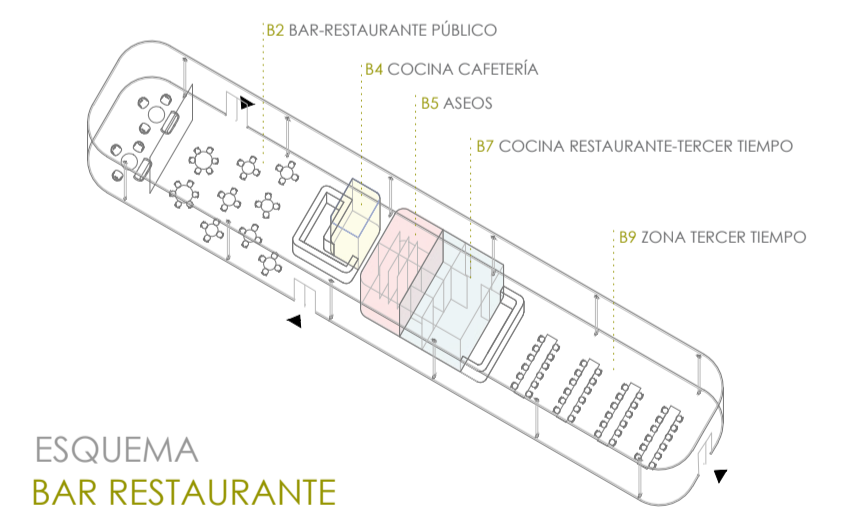 B2 BAR-RESTAURANTE PÚBLICO
B4 COCINA CAFETERÍA
B5 ASEOS
B7 COCINA RESTAURANTE-TERCER TIEMPO
B9 ZONA TERCER TIEMPO
ESQUEMA
BAR RESTAURANTE